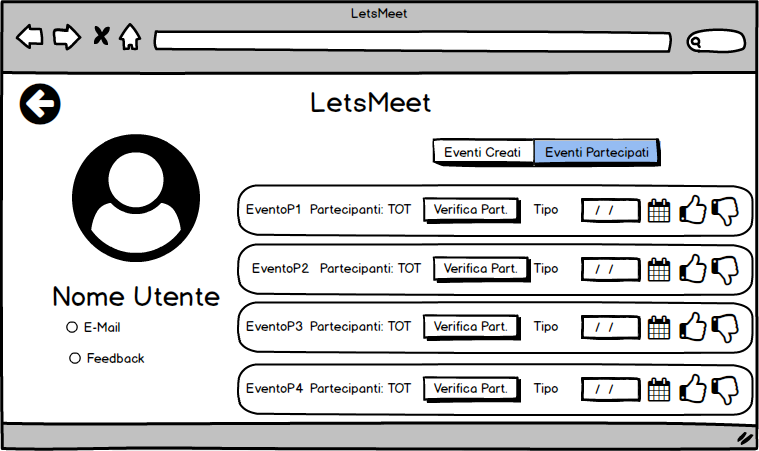 LetsMeet
LetsMeet
Eventi Creati Eventi Partecipati
EventoP1 Partecipanti: TOT Verifica Part. Tipo / /
EventoP2 Partecipanti: TOT Verifica Part. Tipo / /
Nome Utente
EventoP3 Partecipanti: TOT Verifica Part. Tipo / /
E-Mail
Feedback
EventoP4 Partecipanti: TOT Verifica Part. Tipo / /